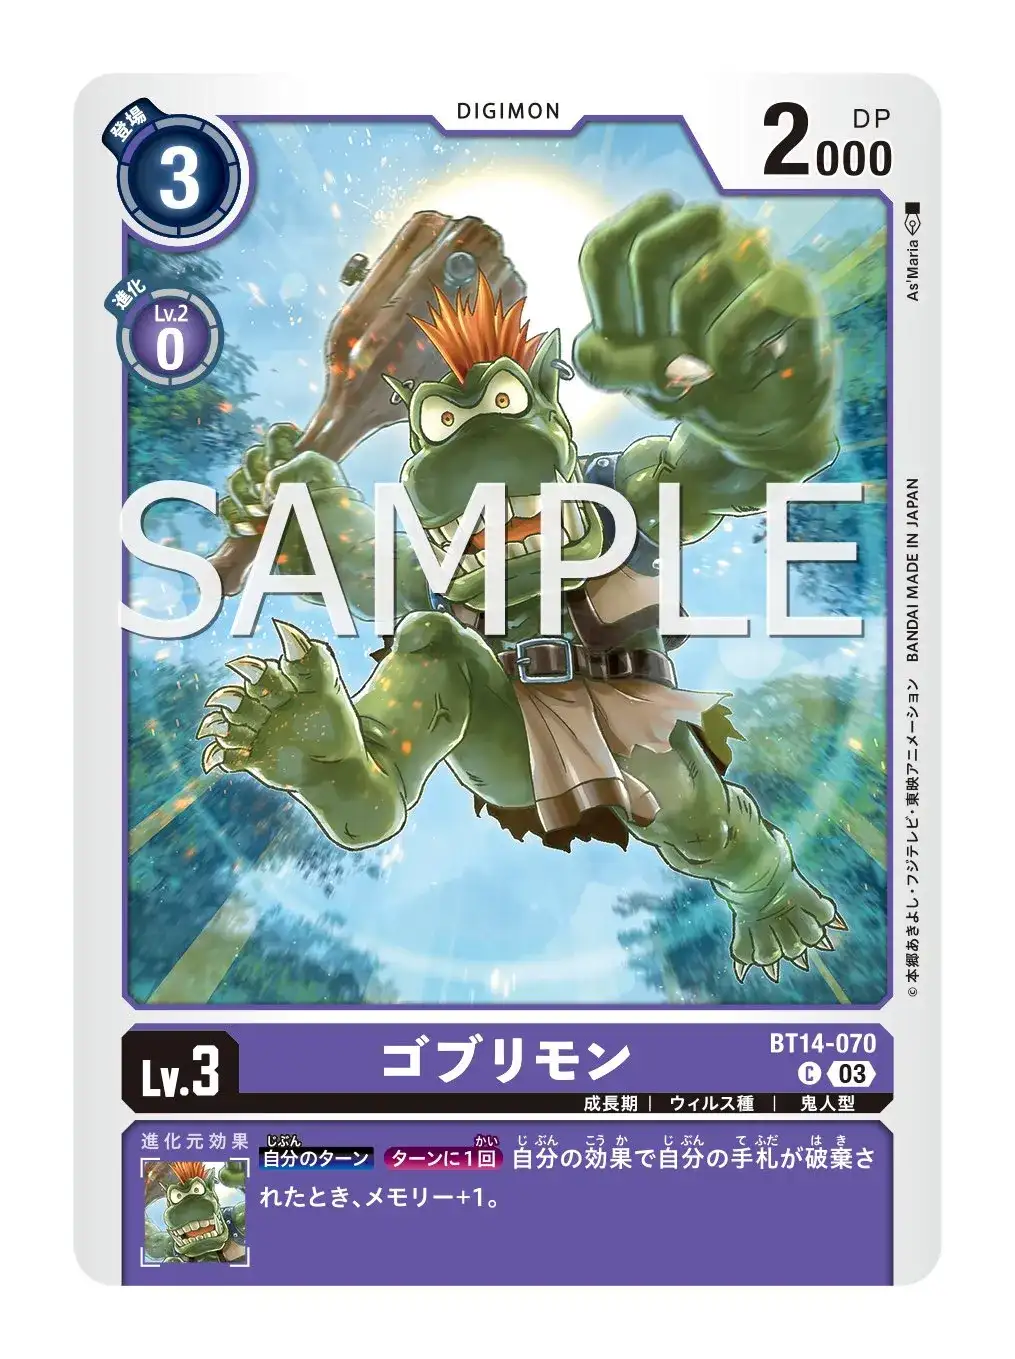 DIGIMON
登場
3
2000
DP
進化
Lv.2
0
As'Maria
SAMPLE
BANDAI MADE IN JAPAN
© 本郷あきよし・フジテレビ・東映アニメーション
Lv.3
ゴブリモン
BT14-070
C 03
成長期 | ウィルス種 | 鬼人型
進化元効果
じぶん かい じぶん こうか じぶん てふだ はき
自分のターン ターンに1回 自分の効果で自分の手札が破棄さ
れたとき、メモリー+1。